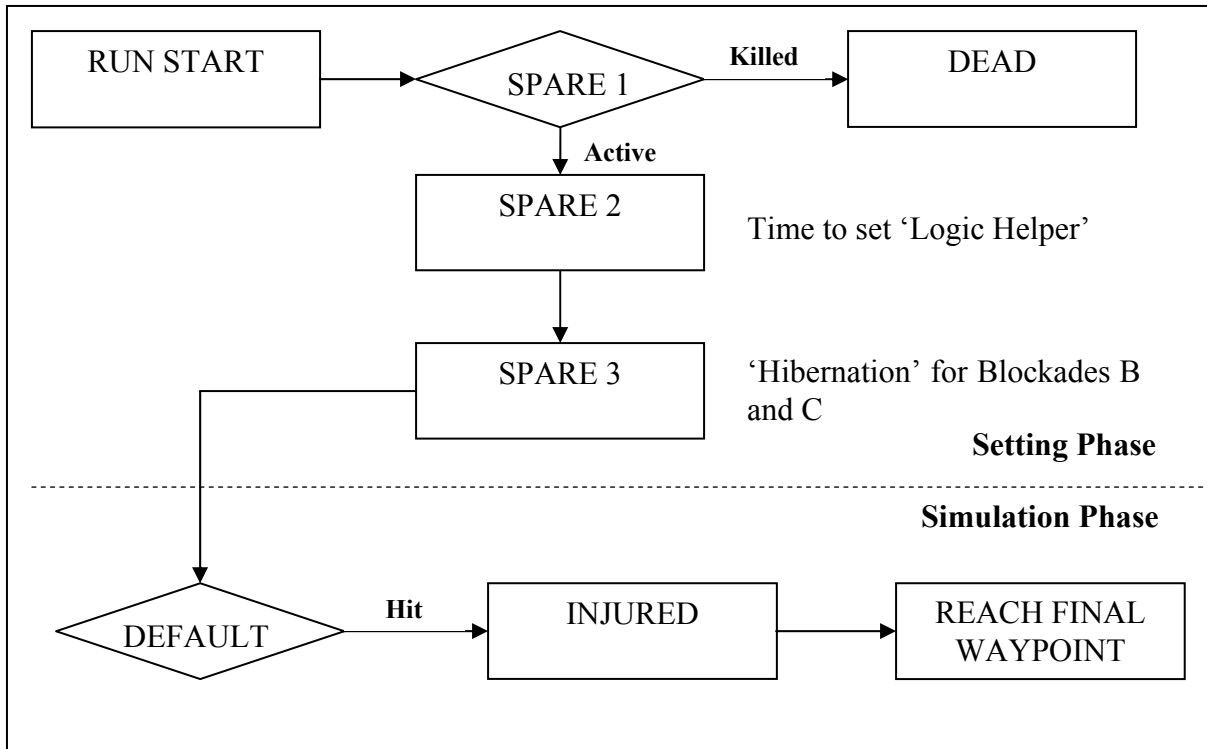 RUN START
SPARE 1
Killed
DEAD
Active
SPARE 2
Time to set ‘Logic Helper’
SPARE 3
‘Hibernation’ for Blockades B
and C
Setting Phase
Simulation Phase
DEFAULT
Hit
INJURED
REACH FINAL
WAYPOINT